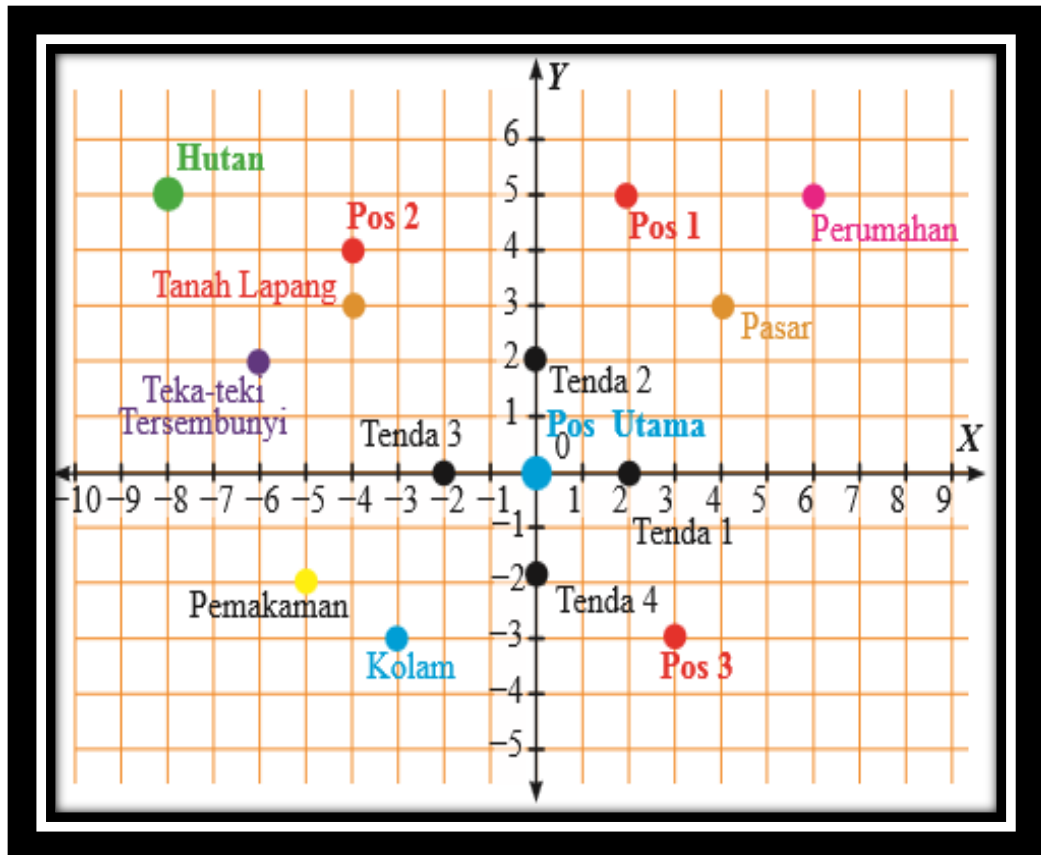 Y
6
Hutan
5
Pos 2
Pos 1
Perumahan
4
Tanah Lapang
3
Pasar
2
Teka-teki
Tersembunyi
Tenda 2
1
Pos Utama
Tenda 3
0
X
–10 –9 –8 –7 –6 –5 –4 –3 –2 –1 1 2 3 4 5 6 7 8 9
–1
Tenda 1
–2
Pemakaman
Tenda 4
–3
Kolam
Pos 3
–4
–5